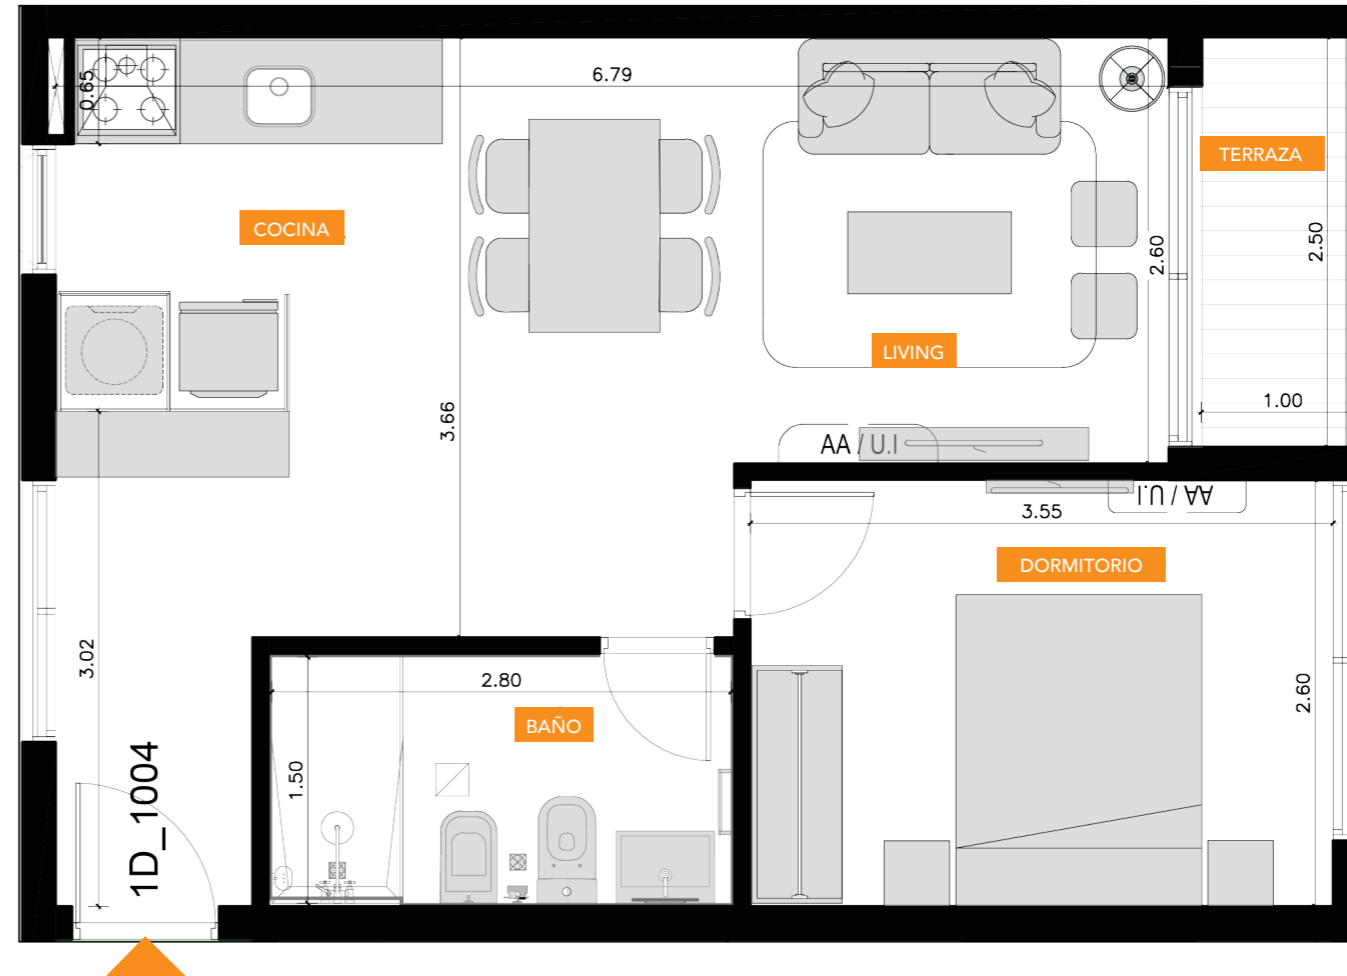 0.65
6.79
TERRAZA
COCINA
2.60
2.50
LIVING
1.00
3.66
AA / U.I
AA / U.I
3.55
DORMITORIO
3.02
2.80
2.60
BAÑO
1.50
1D_1004